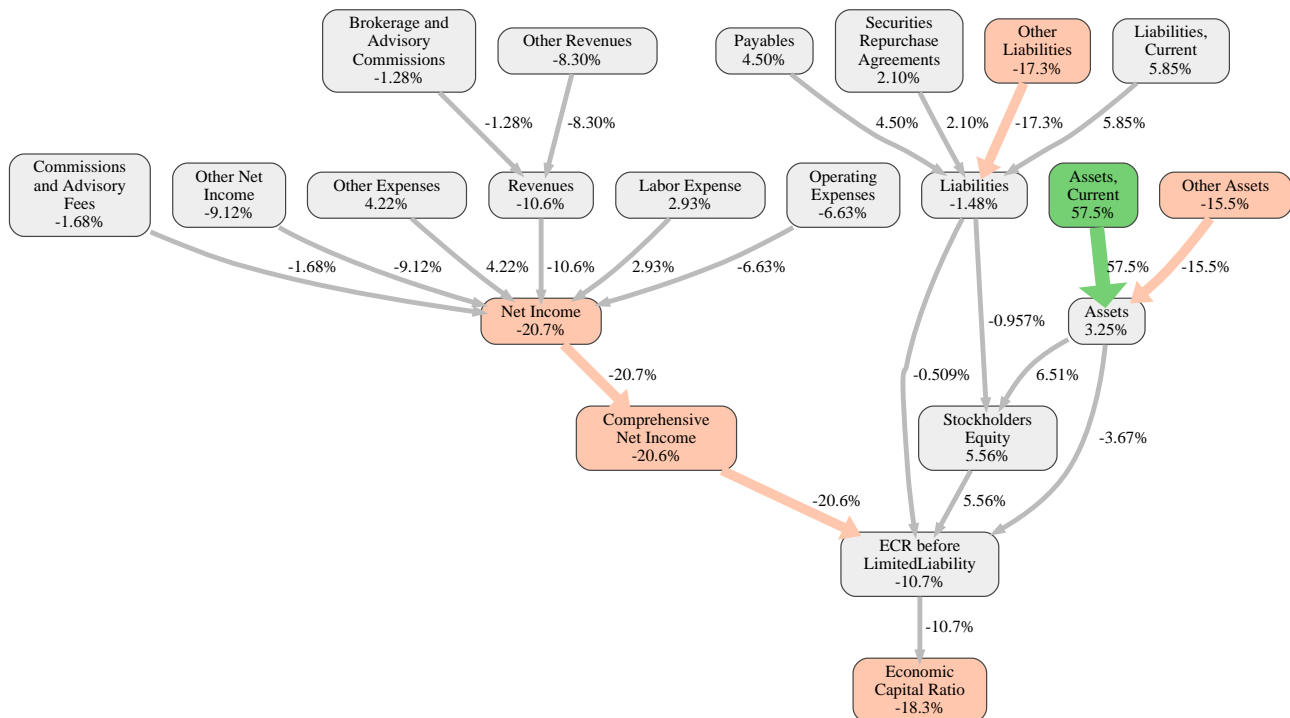 Brokerage and
Advisory
Commissions
-1.28%
Other Revenues
-8.30%
Payables
4.50%
Securities
Repurchase
Agreements
2.10%
Other
Liabilities
-17.3%
Liabilities,
Current
5.85%
-1.28%
-8.30%
4.50%
2.10%
-17.3%
5.85%
Commissions
and Advisory
Fees
-1.68%
Other Net
Income
-9.12%
Other Expenses
4.22%
Revenues
-10.6%
Labor Expense
2.93%
Operating
Expenses
-6.63%
Liabilities
-1.48%
Assets,
Current
57.5%
Other Assets
-15.5%
-1.68%
-9.12%
4.22%
-10.6%
2.93%
-6.63%
57.5%
-15.5%
Net Income
-20.7%
-0.957%
Assets
3.25%
-20.7%
-0.509%
6.51%
Comprehensive
Net Income
-20.6%
Stockholders
Equity
5.56%
-3.67%
-20.6%
5.56%
ECR before
LimitedLiability
-10.7%
-10.7%
Economic
Capital Ratio
-18.3%